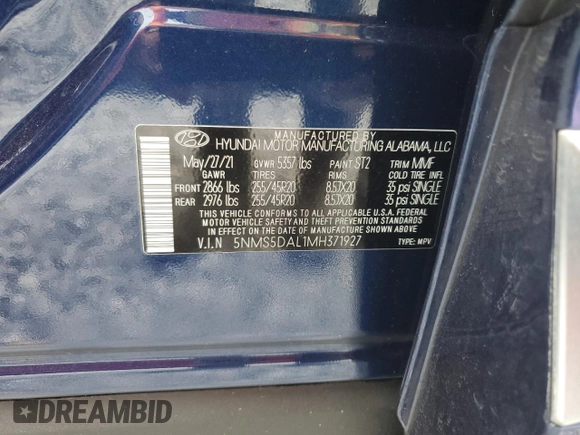 MANUFACTURED BY
HYUNDAI MOTOR MANUFACTURING ALABAMA, LLC
May/27/21 GVWR 5357 lbs PAINT ST2 TRIM MMF
GAWR TIRES RIMS COLD TIRE INFL
FRONT 2866 lbs 255/45R20 8.5JX20 35 psi SINGLE
REAR 2976 lbs 255/45R20 8.5JX20 35 psi SINGLE
THIS VEHICLE CONFORMS TO ALL APPLICABLE U.S.A. FEDERAL
MOTOR VEHICLE SAFETY, BUMPER, AND THEFT PREVENTION
STANDARDS IN EFFECT ON THE DATE OF MANUFACTURE
SHOWN ABOVE.
V.I.N 5NMS5DAL1MH371927 TYPE: MPV
DREAMBID